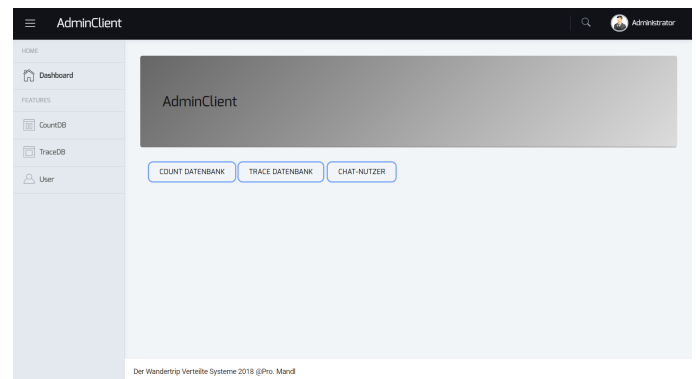 AdminClient
Administrator
HOME
Dashboard
FEATURES
CountDB
TraceDB
User
AdminClient
COUNT DATENBANK
TRACE DATENBANK
CHAT-NUTZER
Der Wandertrip Verteilte Systeme 2018 @Pro. Mandl